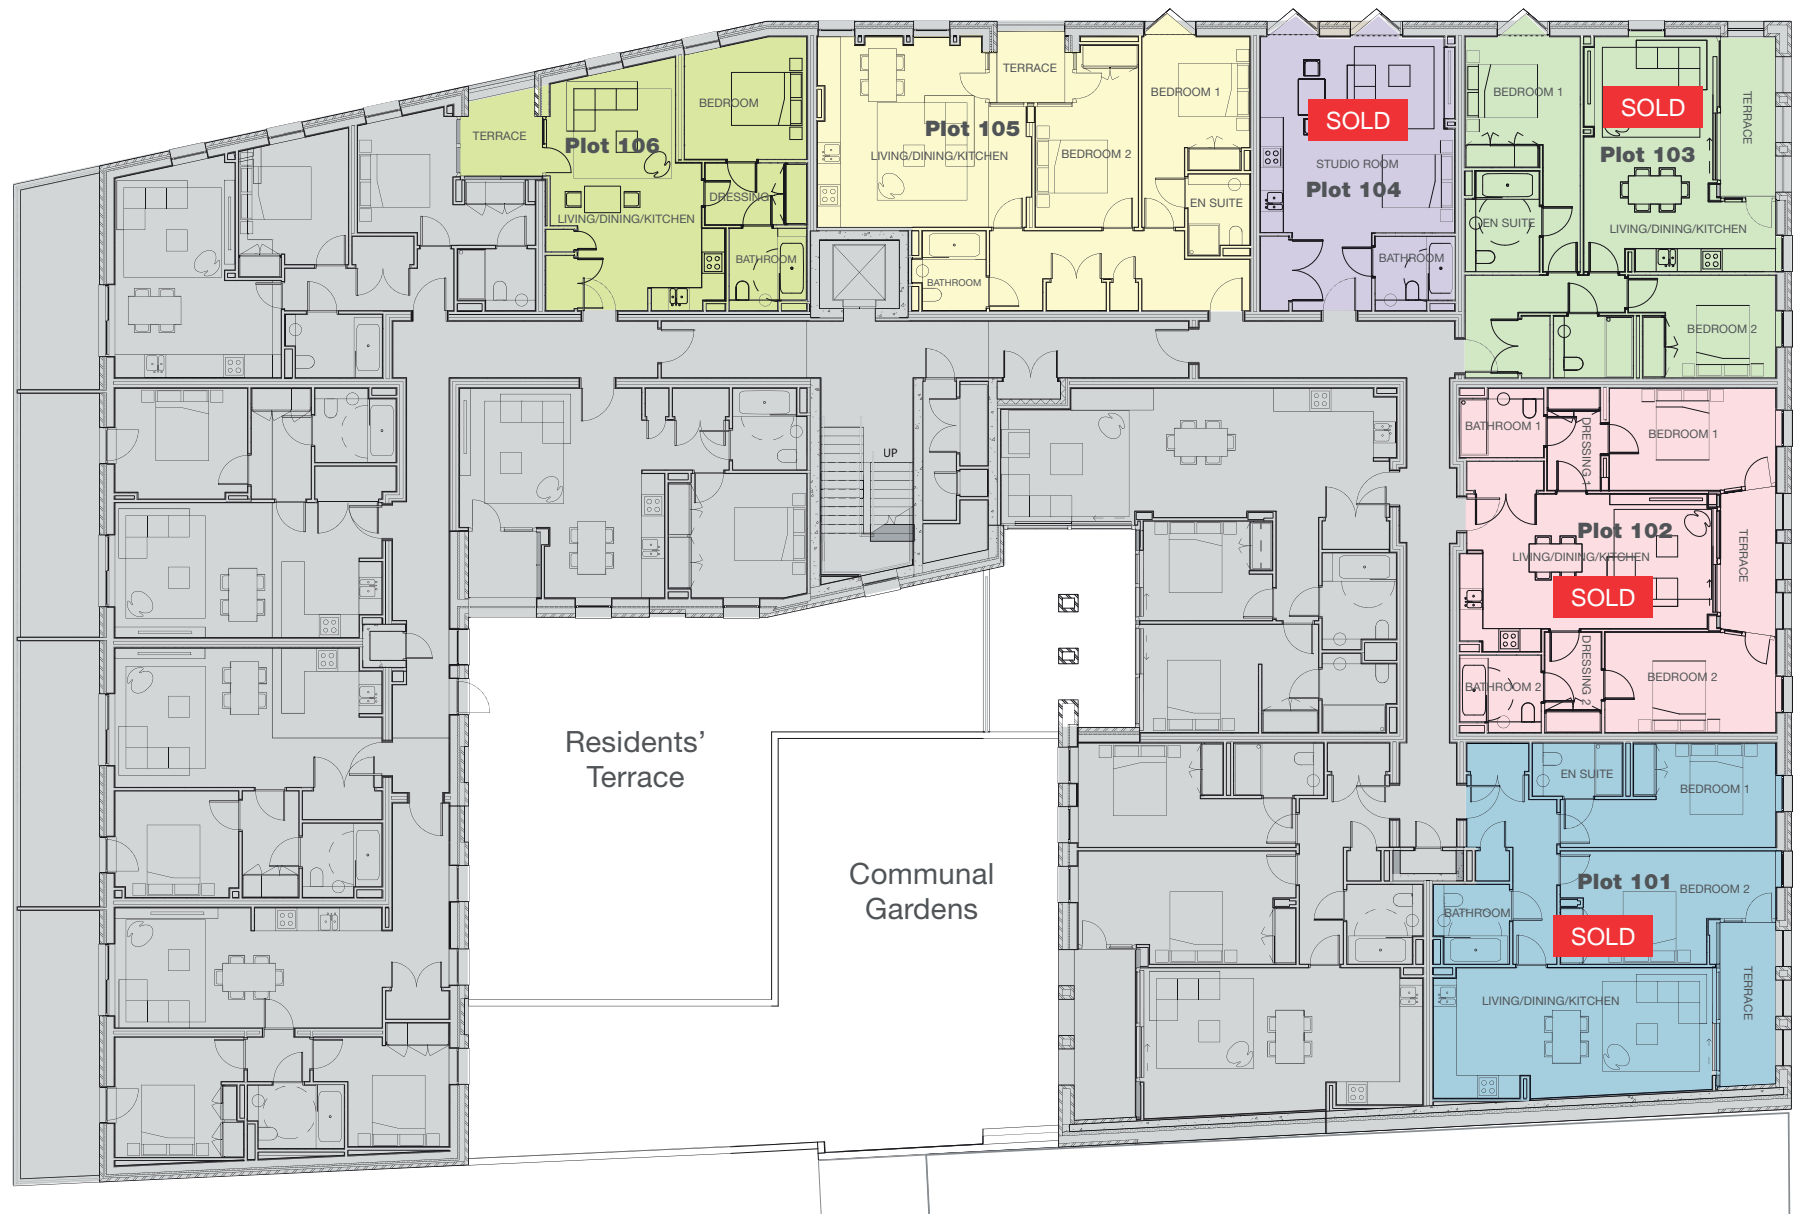 BEDROOM
TERRACE
Plot 106
DRESSING
LIVING/DINING/KITCHEN
BATHROOM
TERRACE
BEDROOM 1
Plot 105
LIVING/DINING/KITCHEN
BEDROOM 2
EN SUITE
BATHROOM
SOLD
STUDIO ROOM
Plot 104
BATHROOM
BEDROOM 1
SOLD
TERRACE
Plot 103
EN SUITE
LIVING/DINING/KITCHEN
BEDROOM 2
UP
BATHROOM 1
DRESSING 1
BEDROOM 1
Plot 102
LIVING/DINING/KITCHEN
TERRACE
SOLD
BATHROOM 2
DRESSING 2
BEDROOM 2
Residents’
Terrace
Communal
Gardens
EN SUITE
BEDROOM 1
Plot 101
BEDROOM 2
BATHROOM
SOLD
TERRACE
LIVING/DINING/KITCHEN